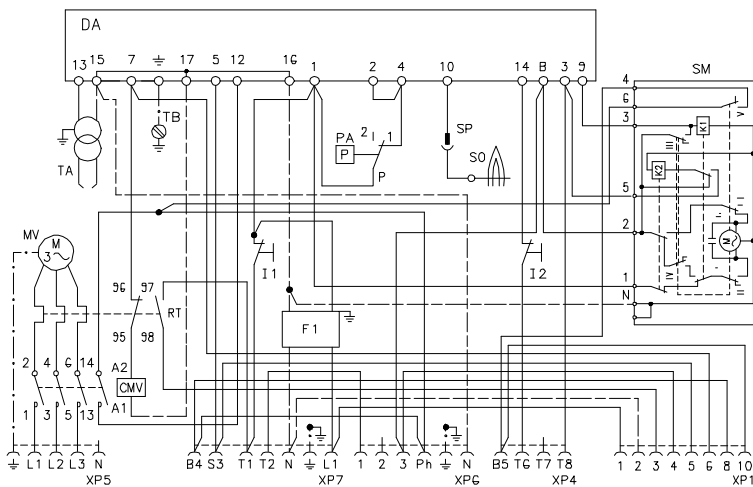 DA
13 15 7 17 5 12 16 1 2 4 10 14 B 3 9
SM
4
TB
G
V
3
K1
2 1
SP
PA
P
III
K2
TA
SO
P
5
I
2
MV
M
3
M
I1
I2
96 97
1
IV
II
RT
N
F1
95 98
2 4 6 14 A2
CMV
1 3 5 13 A1
L1 L2 L3 N
B4 S3 T1 T2 N L1 1 2 3 Ph N B5 T6 T7 T8 1 2 3 4 5 6 8 10
XP5 XP7 XP6 XP4 XP1